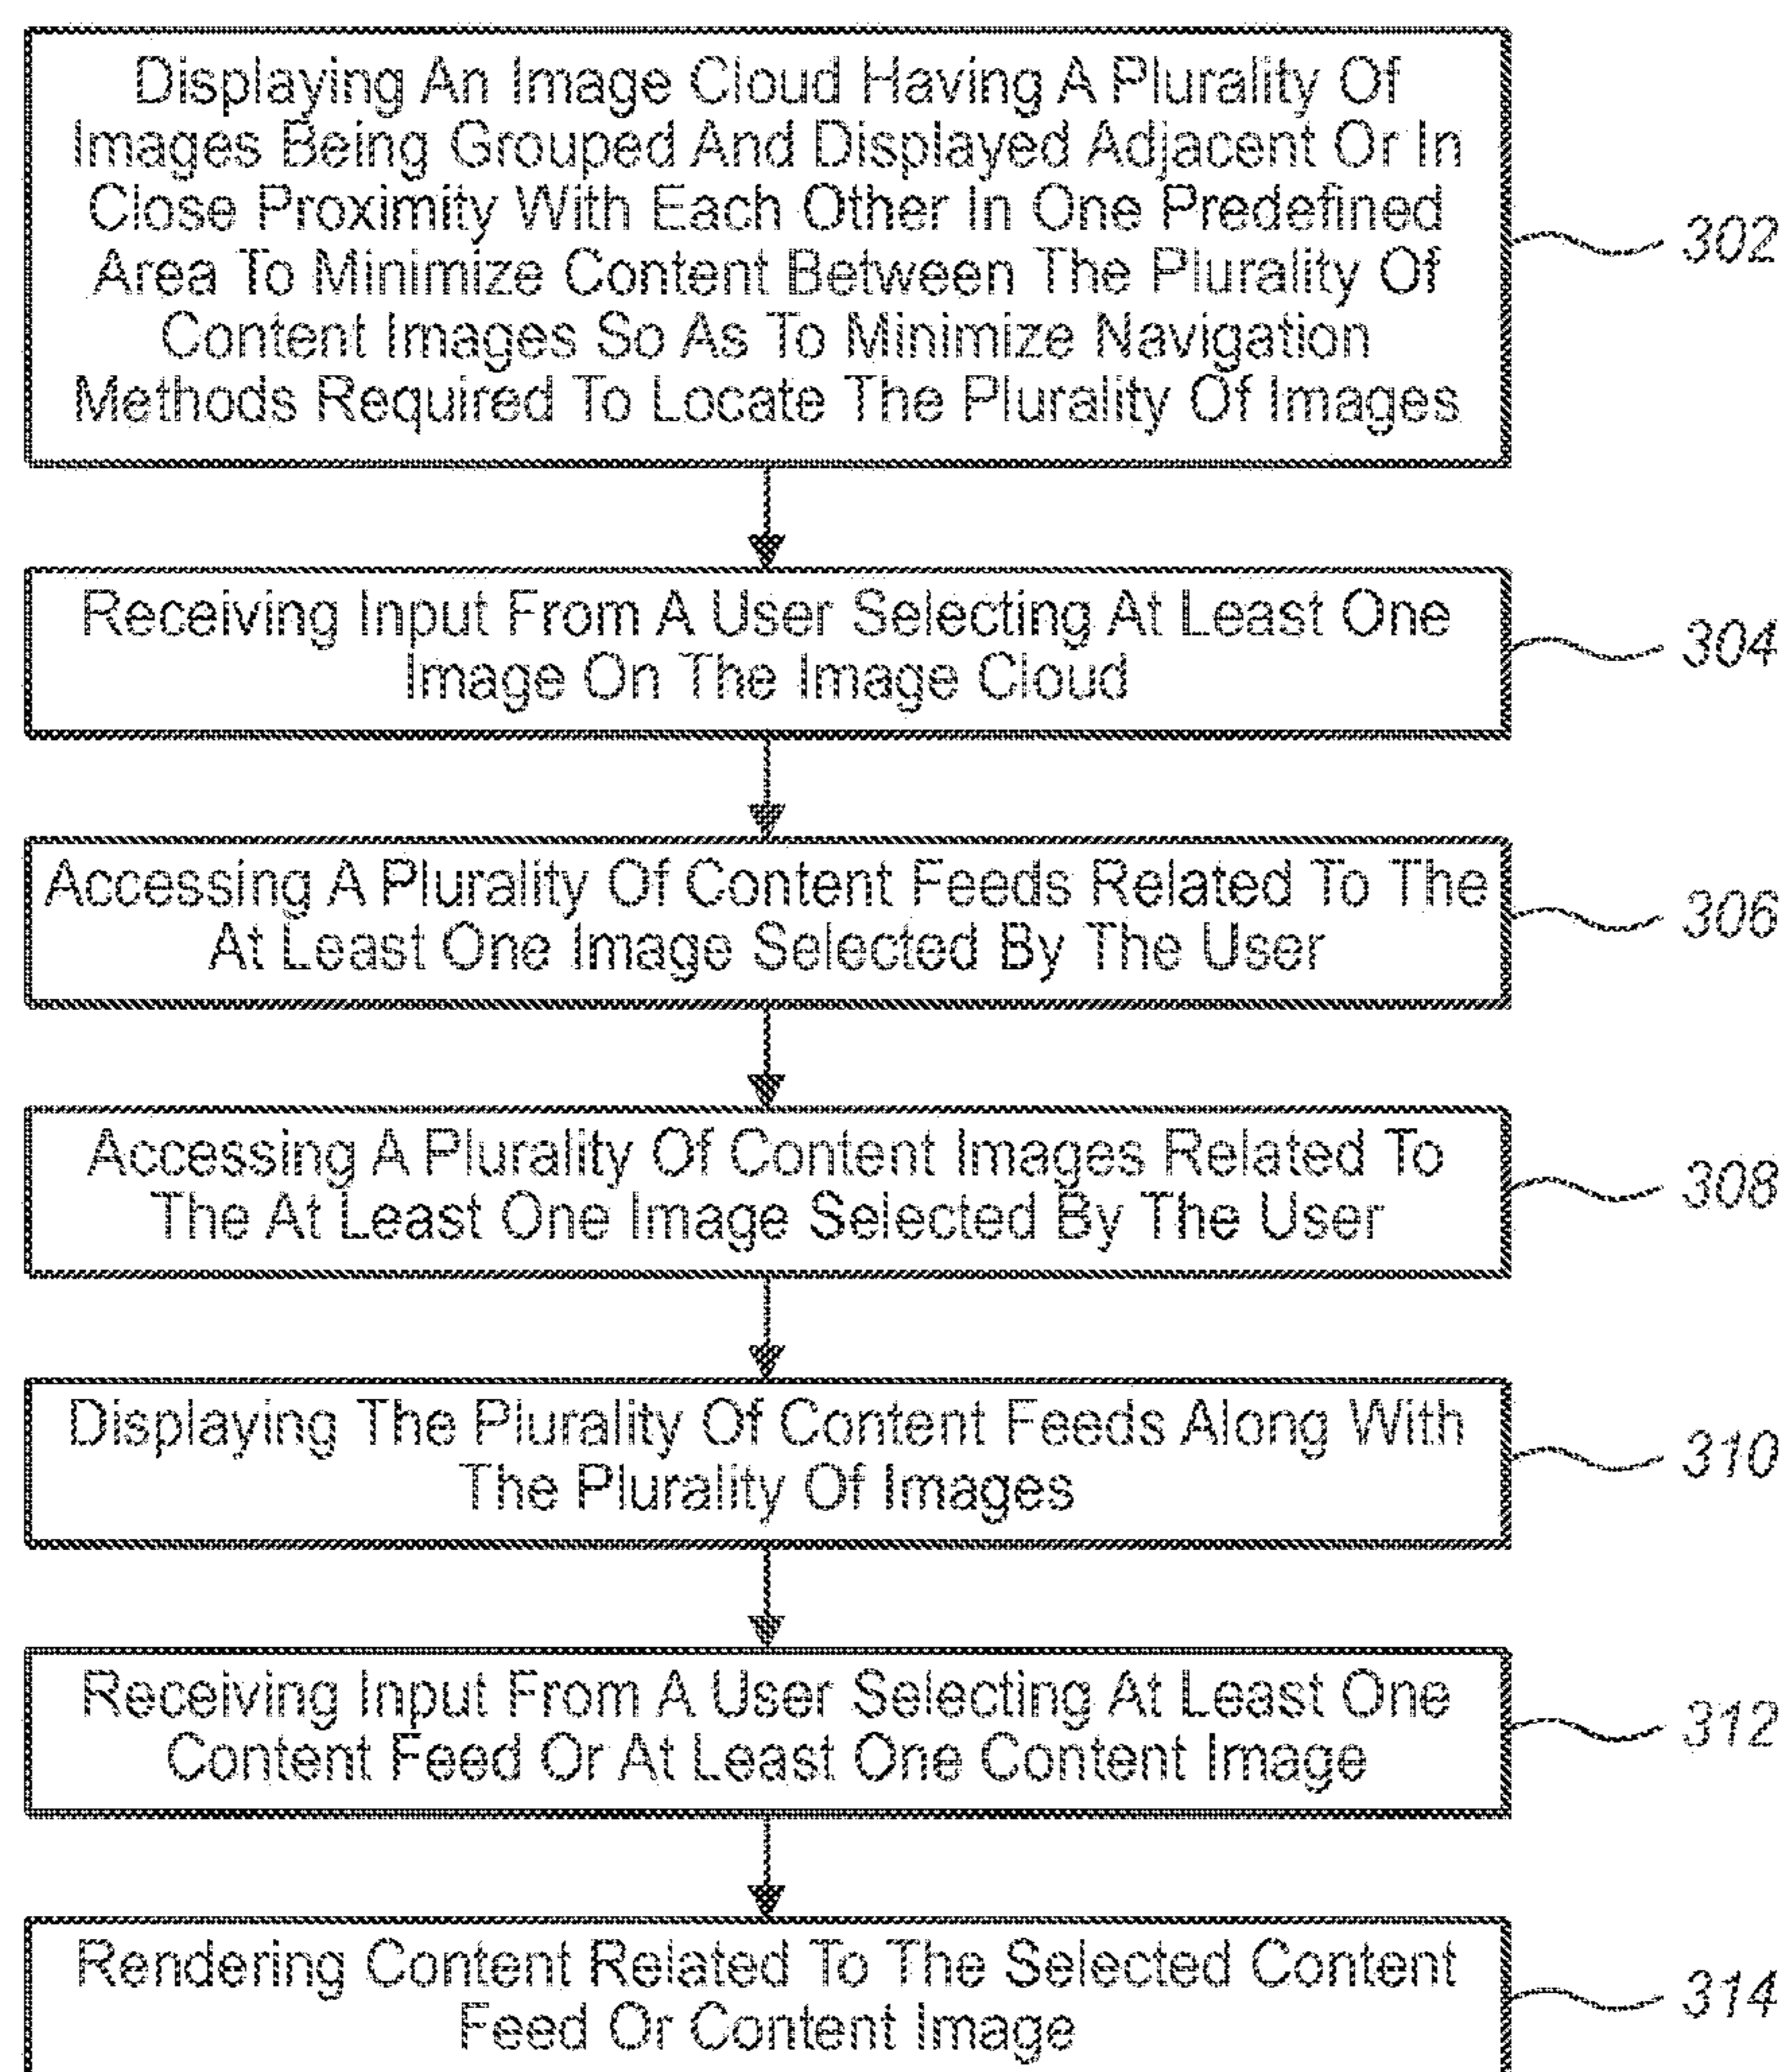 Displaying An Image Cloud Having A Plurality Of
Images Being Grouped And Displayed Adjacent Or In
Close Proximity With Each Other In One Predefined
Area To Minimize Content Between The Plurality Of
Content Images So As To Minimize Navigation
Methods Required To Locate The Plurality Of Images
302
Receiving Input From A User Selecting At Least One
Image On The Image Cloud
304
Accessing A Plurality Of Content Feeds Related To The
At Least One Image Selected By The User
306
Accessing A Plurality Of Content Images Related To
The At Least One Image Selected By The User
308
Displaying The Plurality Of Content Feeds Along With
The Plurality Of Images
310
Receiving Input From A User Selecting At Least One
Content Feed Or At Least One Content Image
312
Rendering Content Related To The Selected Content
Feed Or Content Image
314